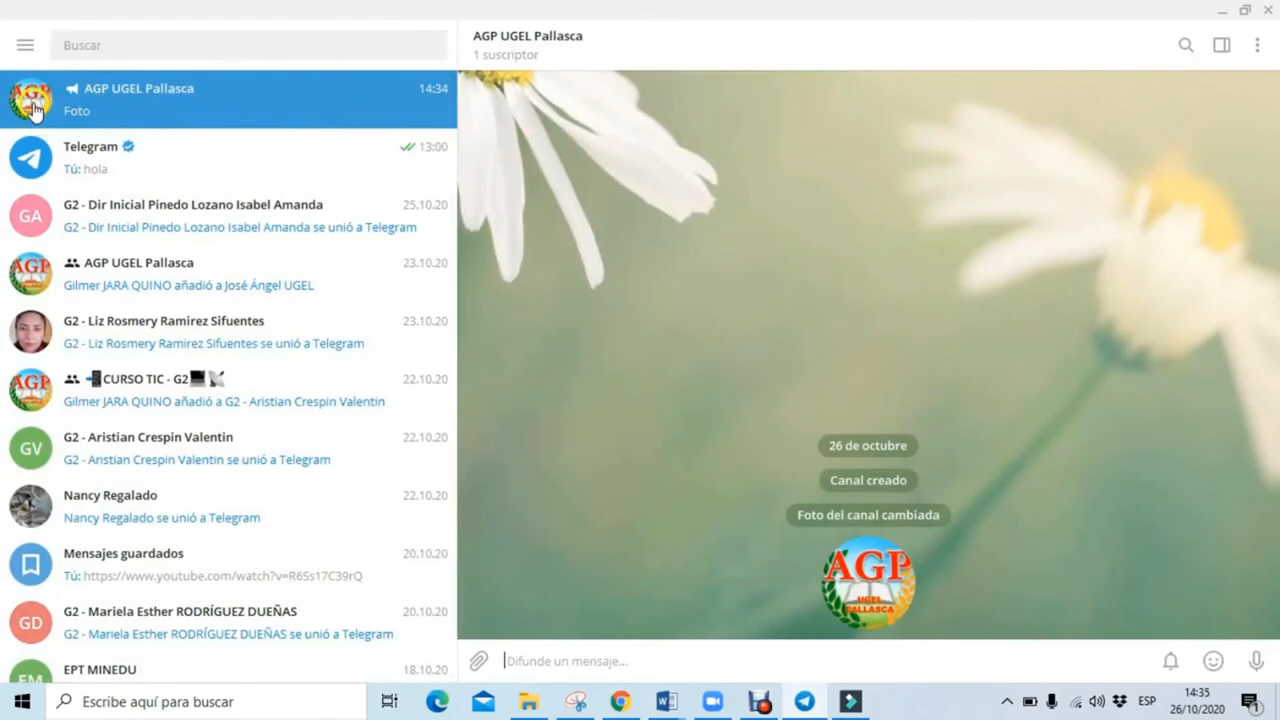 Buscar
AGP UGEL Pallasca
14:34
Foto
Telegram
13:00
Tú: hola
G2 - Dir Inicial Pinedo Lozano Isabel Amanda
25.10.20
G2 - Dir Inicial Pinedo Lozano Isabel Amanda se unió a Telegram
GA
AGP UGEL Pallasca
23.10.20
Gilmer JARA QUINO añadió a José Ángel UGEL
G2 - Liz Rosmery Ramirez Sifuentes
23.10.20
G2 - Liz Rosmery Ramirez Sifuentes se unió a Telegram
CURSO TIC - G2
22.10.20
Gilmer JARA QUINO añadió a G2 - Aristian Crespin Valentin
G2 - Aristian Crespin Valentin
22.10.20
G2 - Aristian Crespin Valentin se unió a Telegram
GV
Nancy Regalado
22.10.20
Nancy Regalado se unió a Telegram
Mensajes guardados
20.10.20
Tú: https://www.youtube.com/watch?v=R6Ss17C39rQ
G2 - Mariela Esther RODRÍGUEZ DUEÑAS
20.10.20
G2 - Mariela Esther RODRÍGUEZ DUEÑAS se unió a Telegram
GD
EPT MINEDU
18.10.20
EM
AGP UGEL Pallasca
1 suscriptor
26 de octubre
Canal creado
Foto del canal cambiada
AGP
UGEL
PALLASCA
Difunde un mensaje...
Escribe aquí para buscar
ESP
14:35
26/10/2020